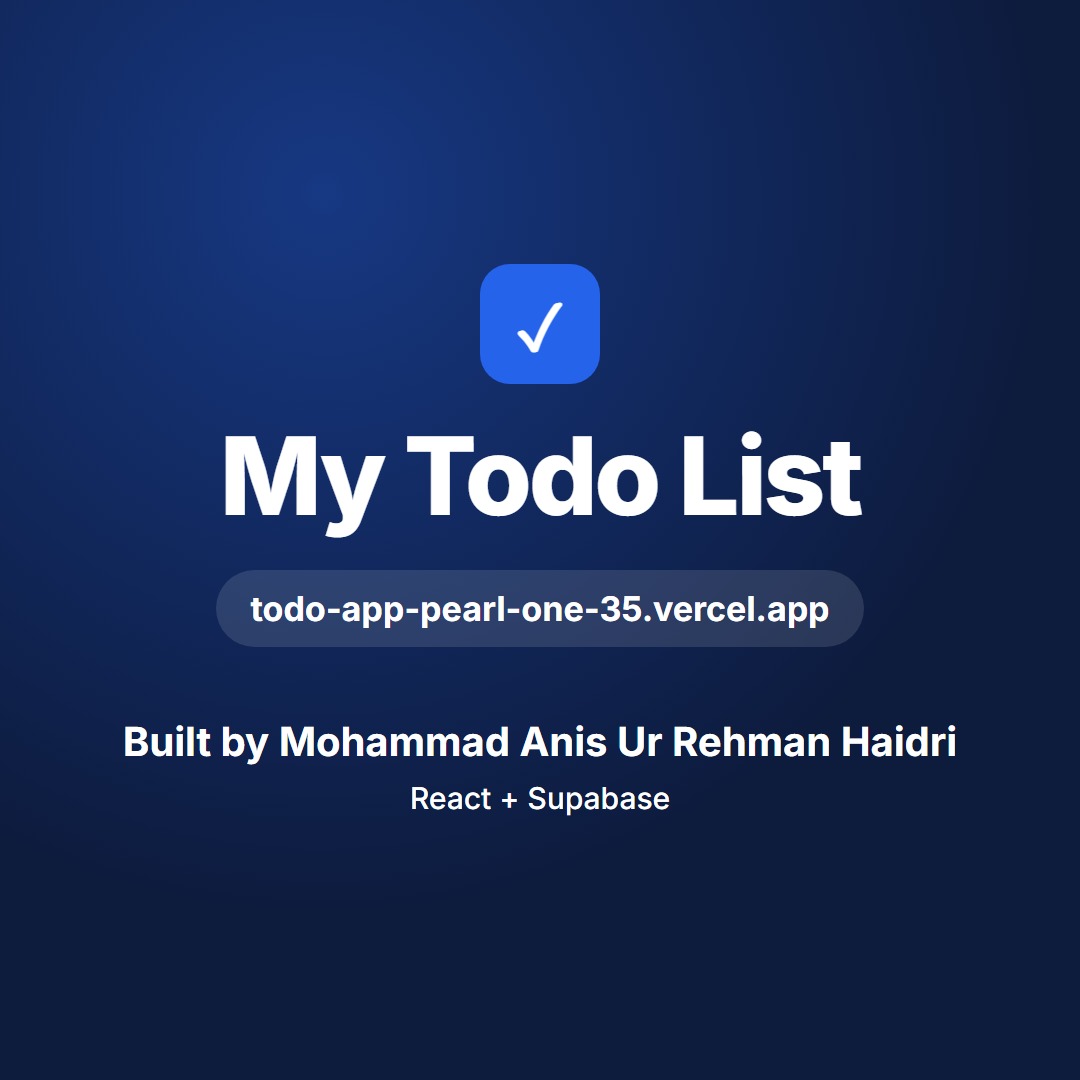 ✓
My Todo List
todo-app-pearl-one-35.vercel.app
Built by Mohammad Anis Ur Rehman Haidri
React + Supabase